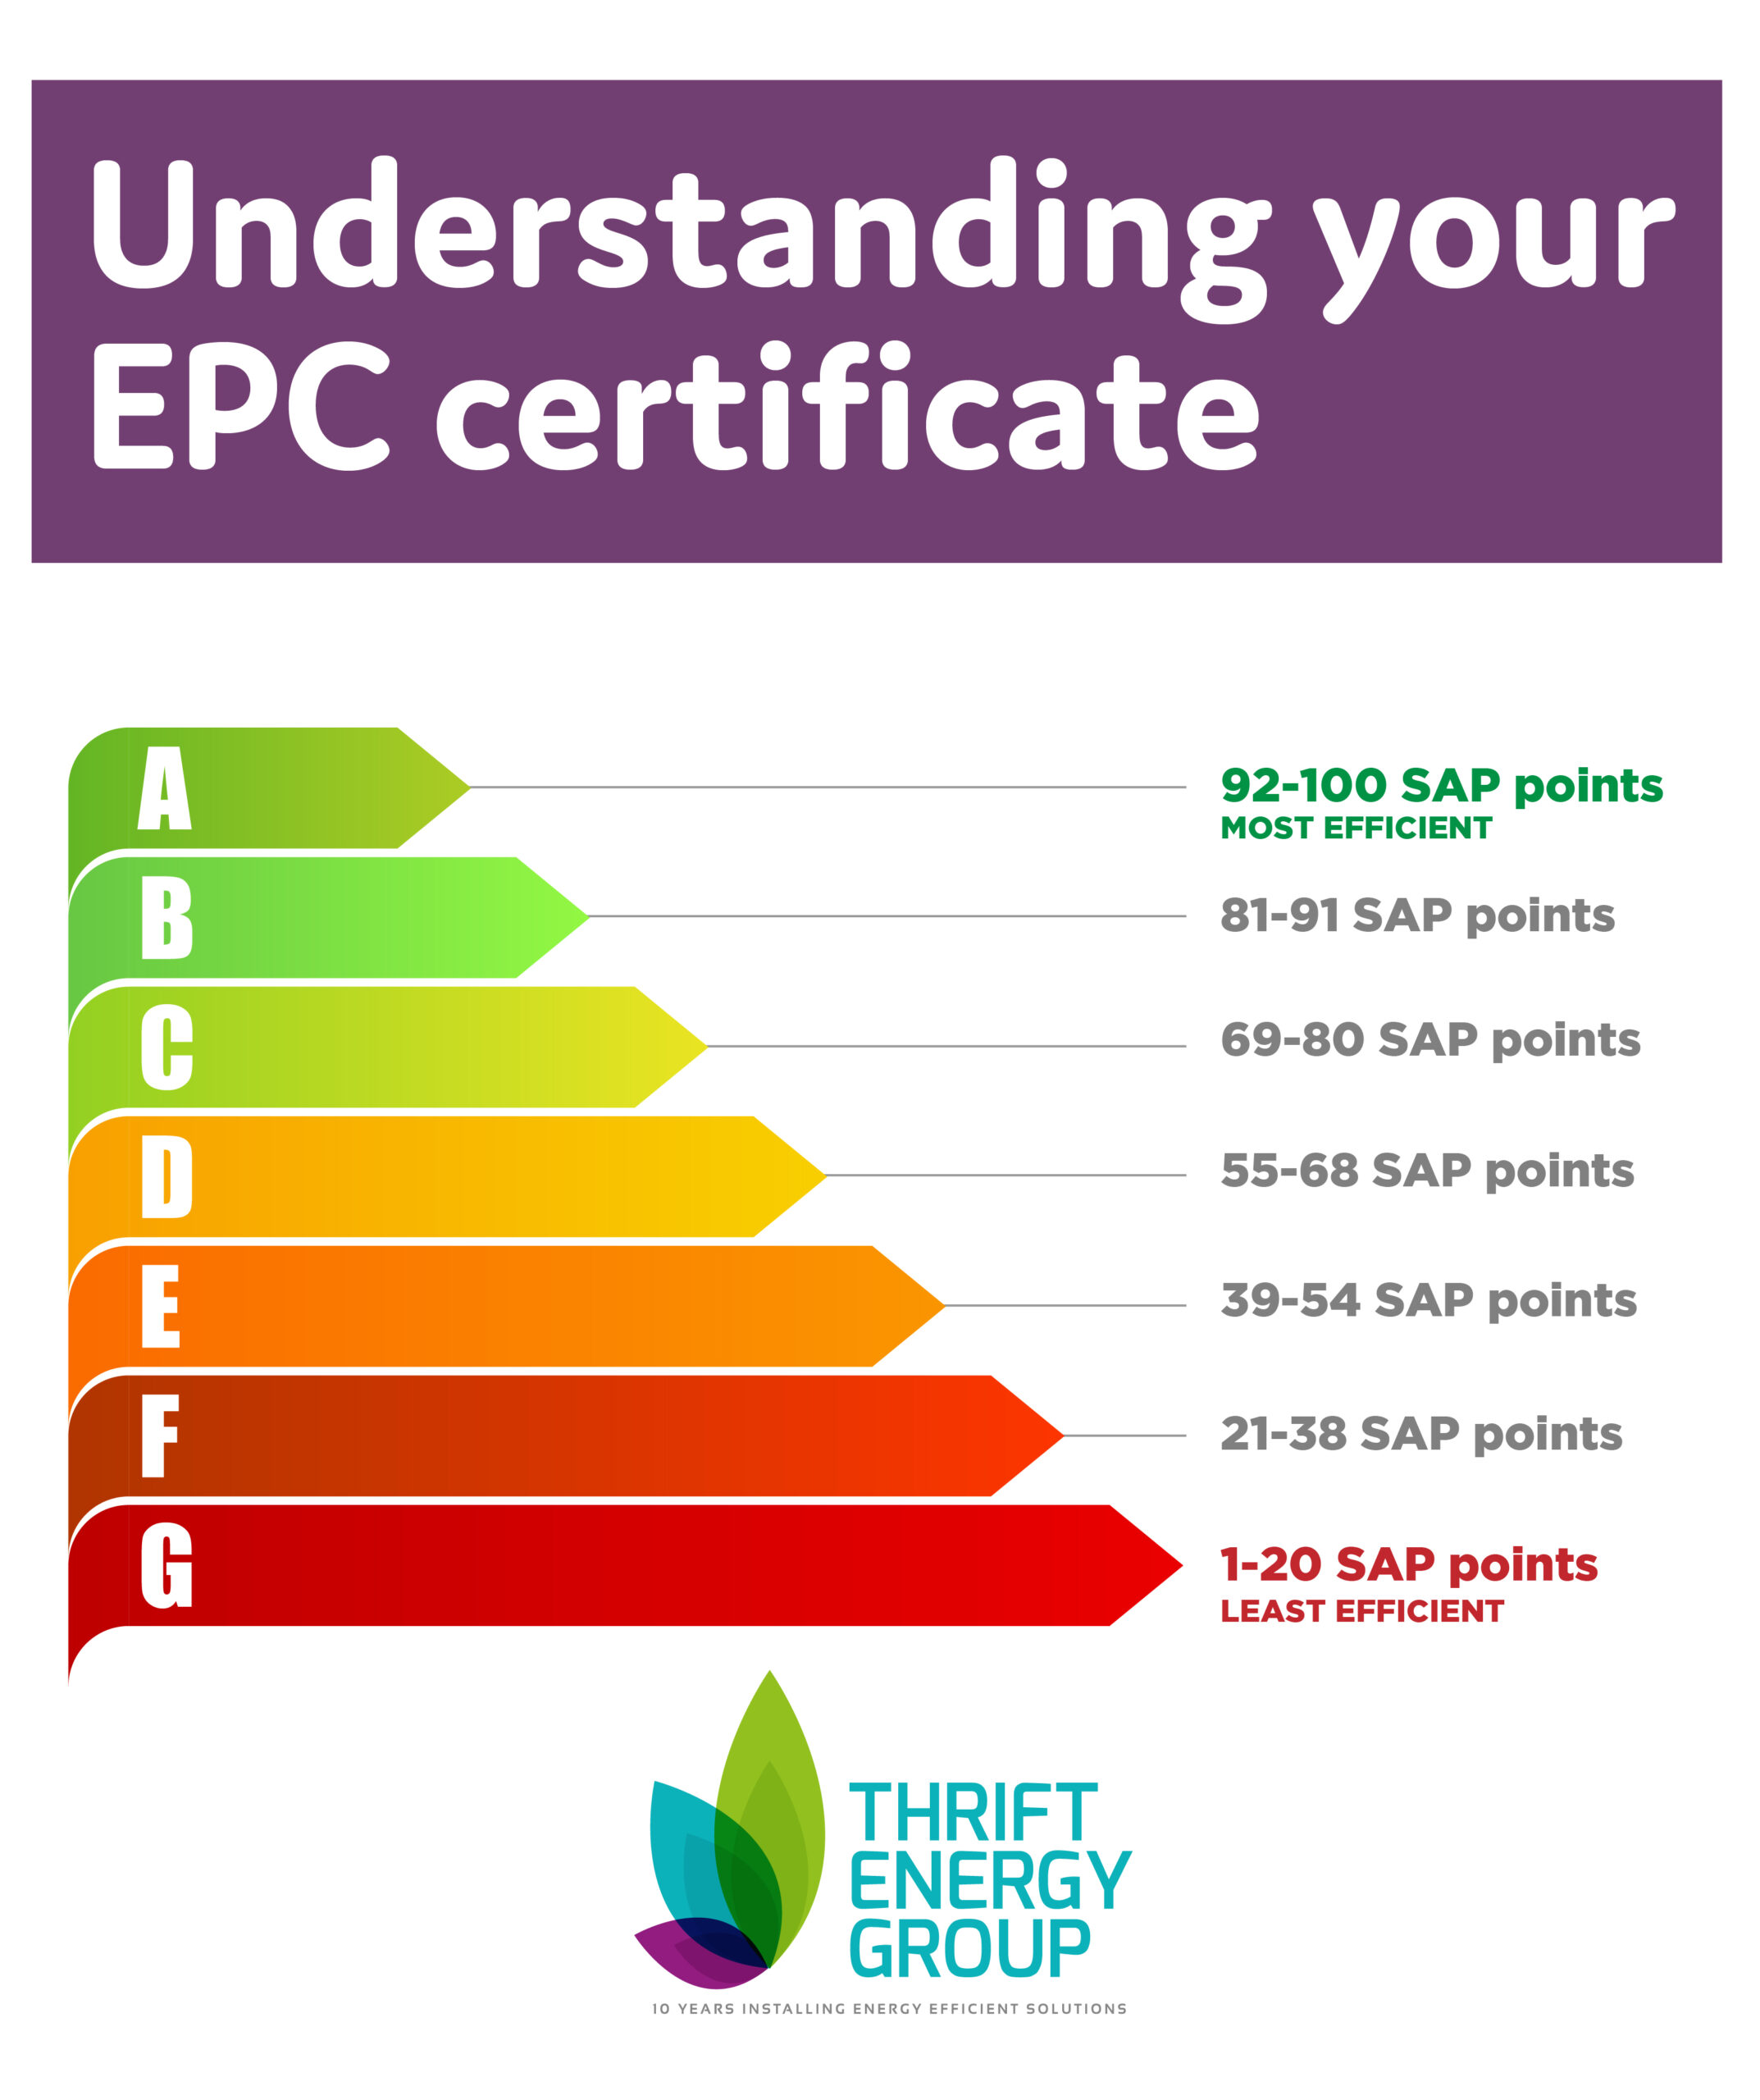 Understanding your
EPC certificate
A
92-100 SAP points
MOST EFFICIENT
B
81-91 SAP points
C
69-80 SAP points
D
55-68 SAP points
E
39-54 SAP points
F
21-38 SAP points
G
1-20 SAP points
LEAST EFFICIENT
THRIFT
ENERGY
GROUP
10 YEARS INSTALLING ENERGY EFFICIENT SOLUTIONS